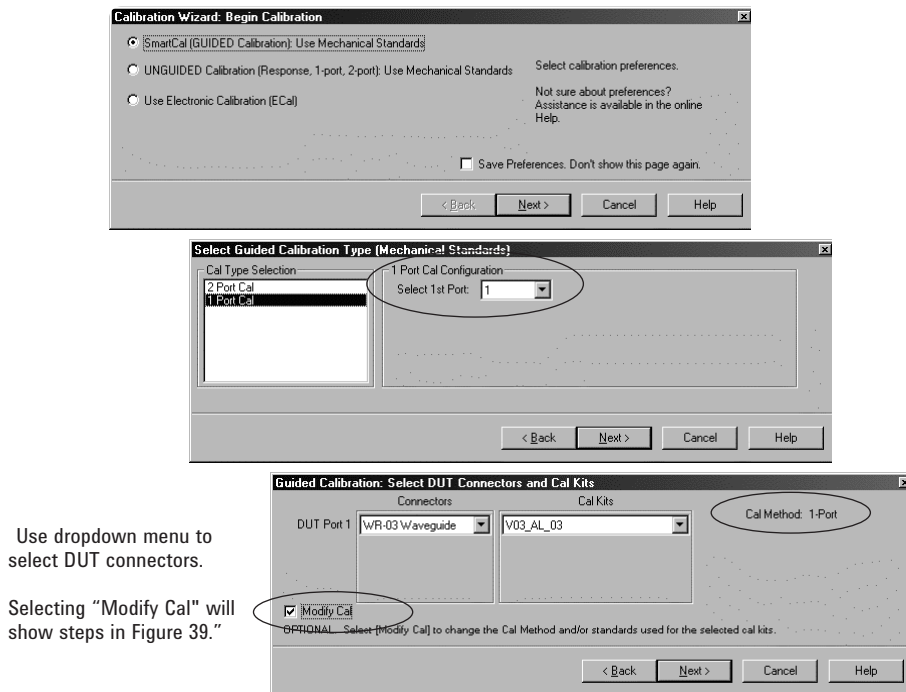 Calibration Wizard: Begin Calibration
SmartCal (GUIDED Calibration): Use Mechanical Standards
UNGUIDED Calibration (Response, 1-port, 2-port): Use Mechanical Standards
Use Electronic Calibration (ECal)
Select calibration preferences.
Not sure about preferences?
Assistance is available in the online
Help.
Save Preferences. Don't show this page again.
< Back Next > Cancel Help
Select Guided Calibration Type (Mechanical Standards)
Cal Type Selection
2 Port Cal
1 Port Cal
1 Port Cal Configuration
Select 1st Port: 1
< Back Next > Cancel Help
Guided Calibration: Select DUT Connectors and Cal Kits
Connectors Cal Kits
DUT Port 1 WR-03 Waveguide V03_AL_03
Cal Method: 1-Port
Modify Cal
OPTIONAL: Select [Modify Cal] to change the Cal Method and/or standards used for the selected cal kits.
< Back Next > Cancel Help
Use dropdown menu to
select DUT connectors.
Selecting “Modify Cal" will
show steps in Figure 39.”